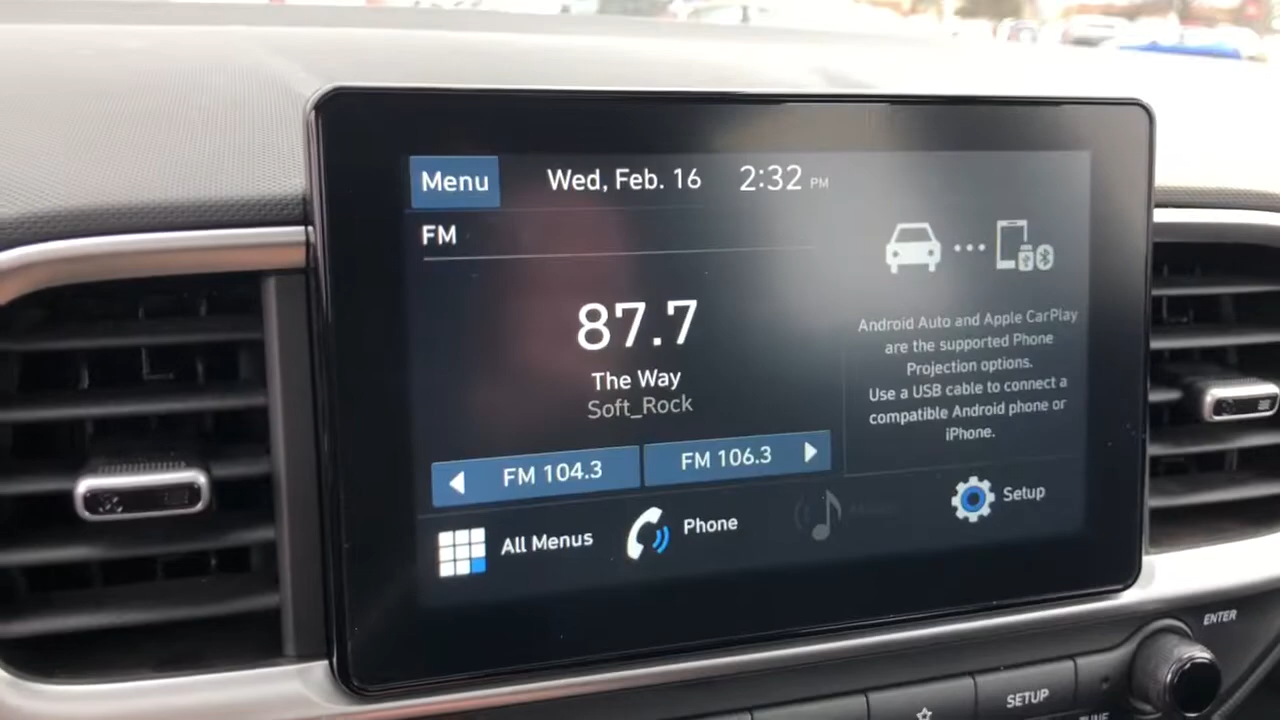 Menu
Wed, Feb. 16
2:32 PM
FM
87.7
The Way
Soft_Rock
FM 104.3
FM 106.3
Android Auto and Apple CarPlay
are the supported Phone
Projection options.
Use a USB cable to connect a
compatible Android phone or
iPhone.
All Menus
Phone
Setup
ENTER
SETUP
TUNE